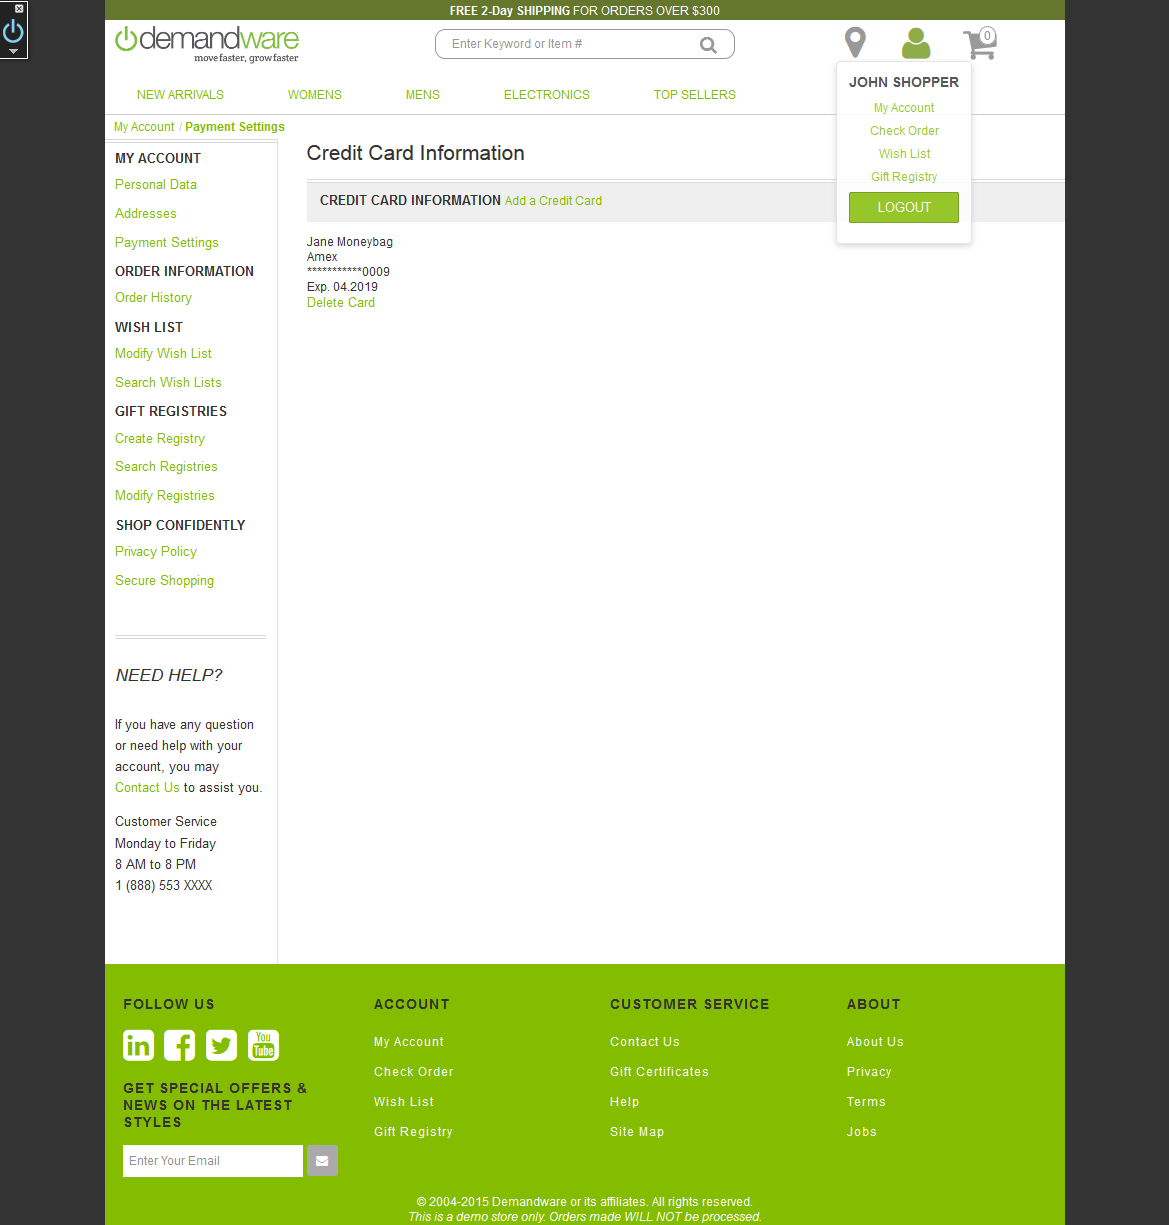 FREE 2-Day SHIPPING FOR ORDERS OVER $300
demandware
move faster, grow faster
Enter Keyword or Item #
0
NEW ARRIVALS WOMENS MENS ELECTRONICS TOP SELLERS
JOHN SHOPPER
My Account
Check Order
Wish List
Gift Registry
LOGOUT
My Account / Payment Settings
MY ACCOUNT
Personal Data
Addresses
Payment Settings
ORDER INFORMATION
Order History
WISH LIST
Modify Wish List
Search Wish Lists
GIFT REGISTRIES
Create Registry
Search Registries
Modify Registries
SHOP CONFIDENTLY
Privacy Policy
Secure Shopping
NEED HELP?
If you have any question
or need help with your
account, you may
Contact Us to assist you.
Customer Service
Monday to Friday
8 AM to 8 PM
1 (888) 553 XXXX
Credit Card Information
CREDIT CARD INFORMATION Add a Credit Card
Jane Moneybag
Amex
***********0009
Exp. 04.2019
Delete Card
FOLLOW US
in f You Tube
GET SPECIAL OFFERS &
NEWS ON THE LATEST
STYLES
Enter Your Email
ACCOUNT
My Account
Check Order
Wish List
Gift Registry
CUSTOMER SERVICE
Contact Us
Gift Certificates
Help
Site Map
ABOUT
About Us
Privacy
Terms
Jobs
© 2004-2015 Demandware or its affiliates. All rights reserved.
This is a demo store only. Orders made WILL NOT be processed.